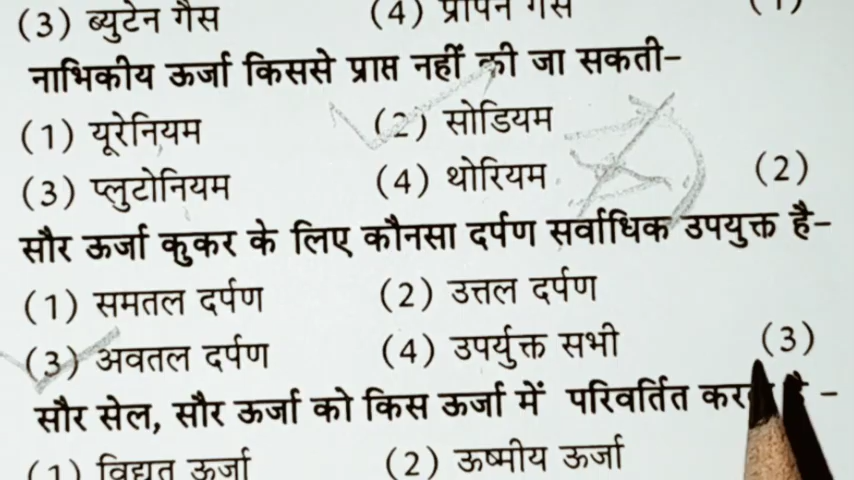 (3) ब्युटेन गैस (4) प्रोपेन गैस (1)
नाभिकीय ऊर्जा किससे प्राप्त नहीं की जा सकती-
(1) यूरेनियम (2) सोडियम
(3) प्लुटोनियम (4) थोरियम (2)
सौर ऊर्जा कुकर के लिए कौनसा दर्पण सर्वाधिक उपयुक्त है-
(1) समतल दर्पण (2) उत्तल दर्पण
(3) अवतल दर्पण (4) उपर्युक्त सभी (3)
सौर सेल, सौर ऊर्जा को किस ऊर्जा में परिवर्तित है -
(1) विद्युत ऊर्जा (2) ऊष्मीय ऊर्जा